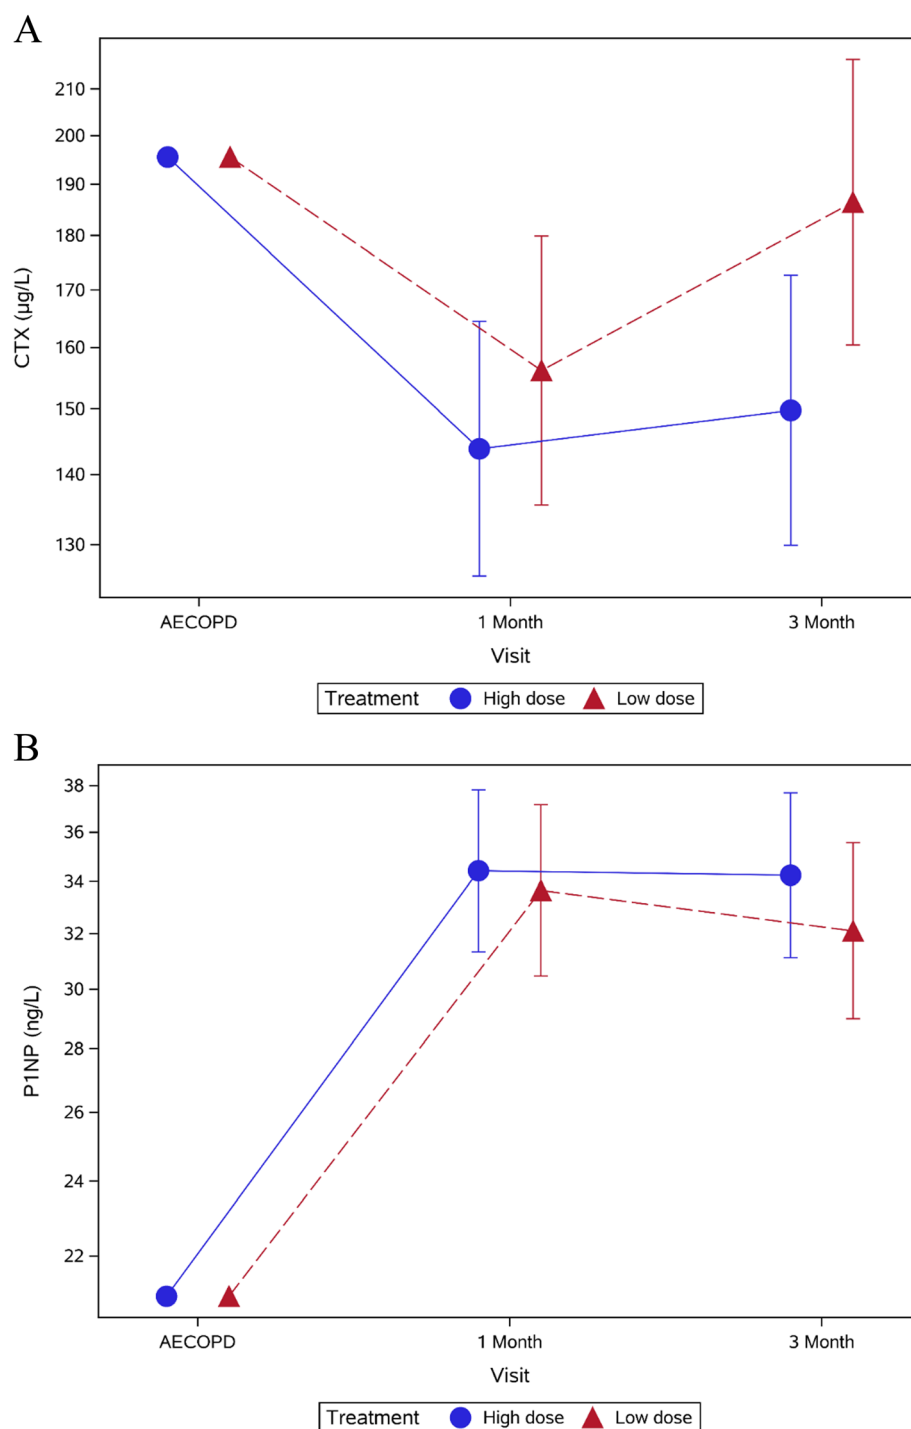 A
210
200
190
180
170
160
150
140
130
CTX (µg/L)
AECOPD 1 Month 3 Month
Visit
Treatment High dose Low dose
B
38
36
34
32
30
28
26
24
22
P1NP (ng/L)
AECOPD 1 Month 3 Month
Visit
Treatment High dose Low dose